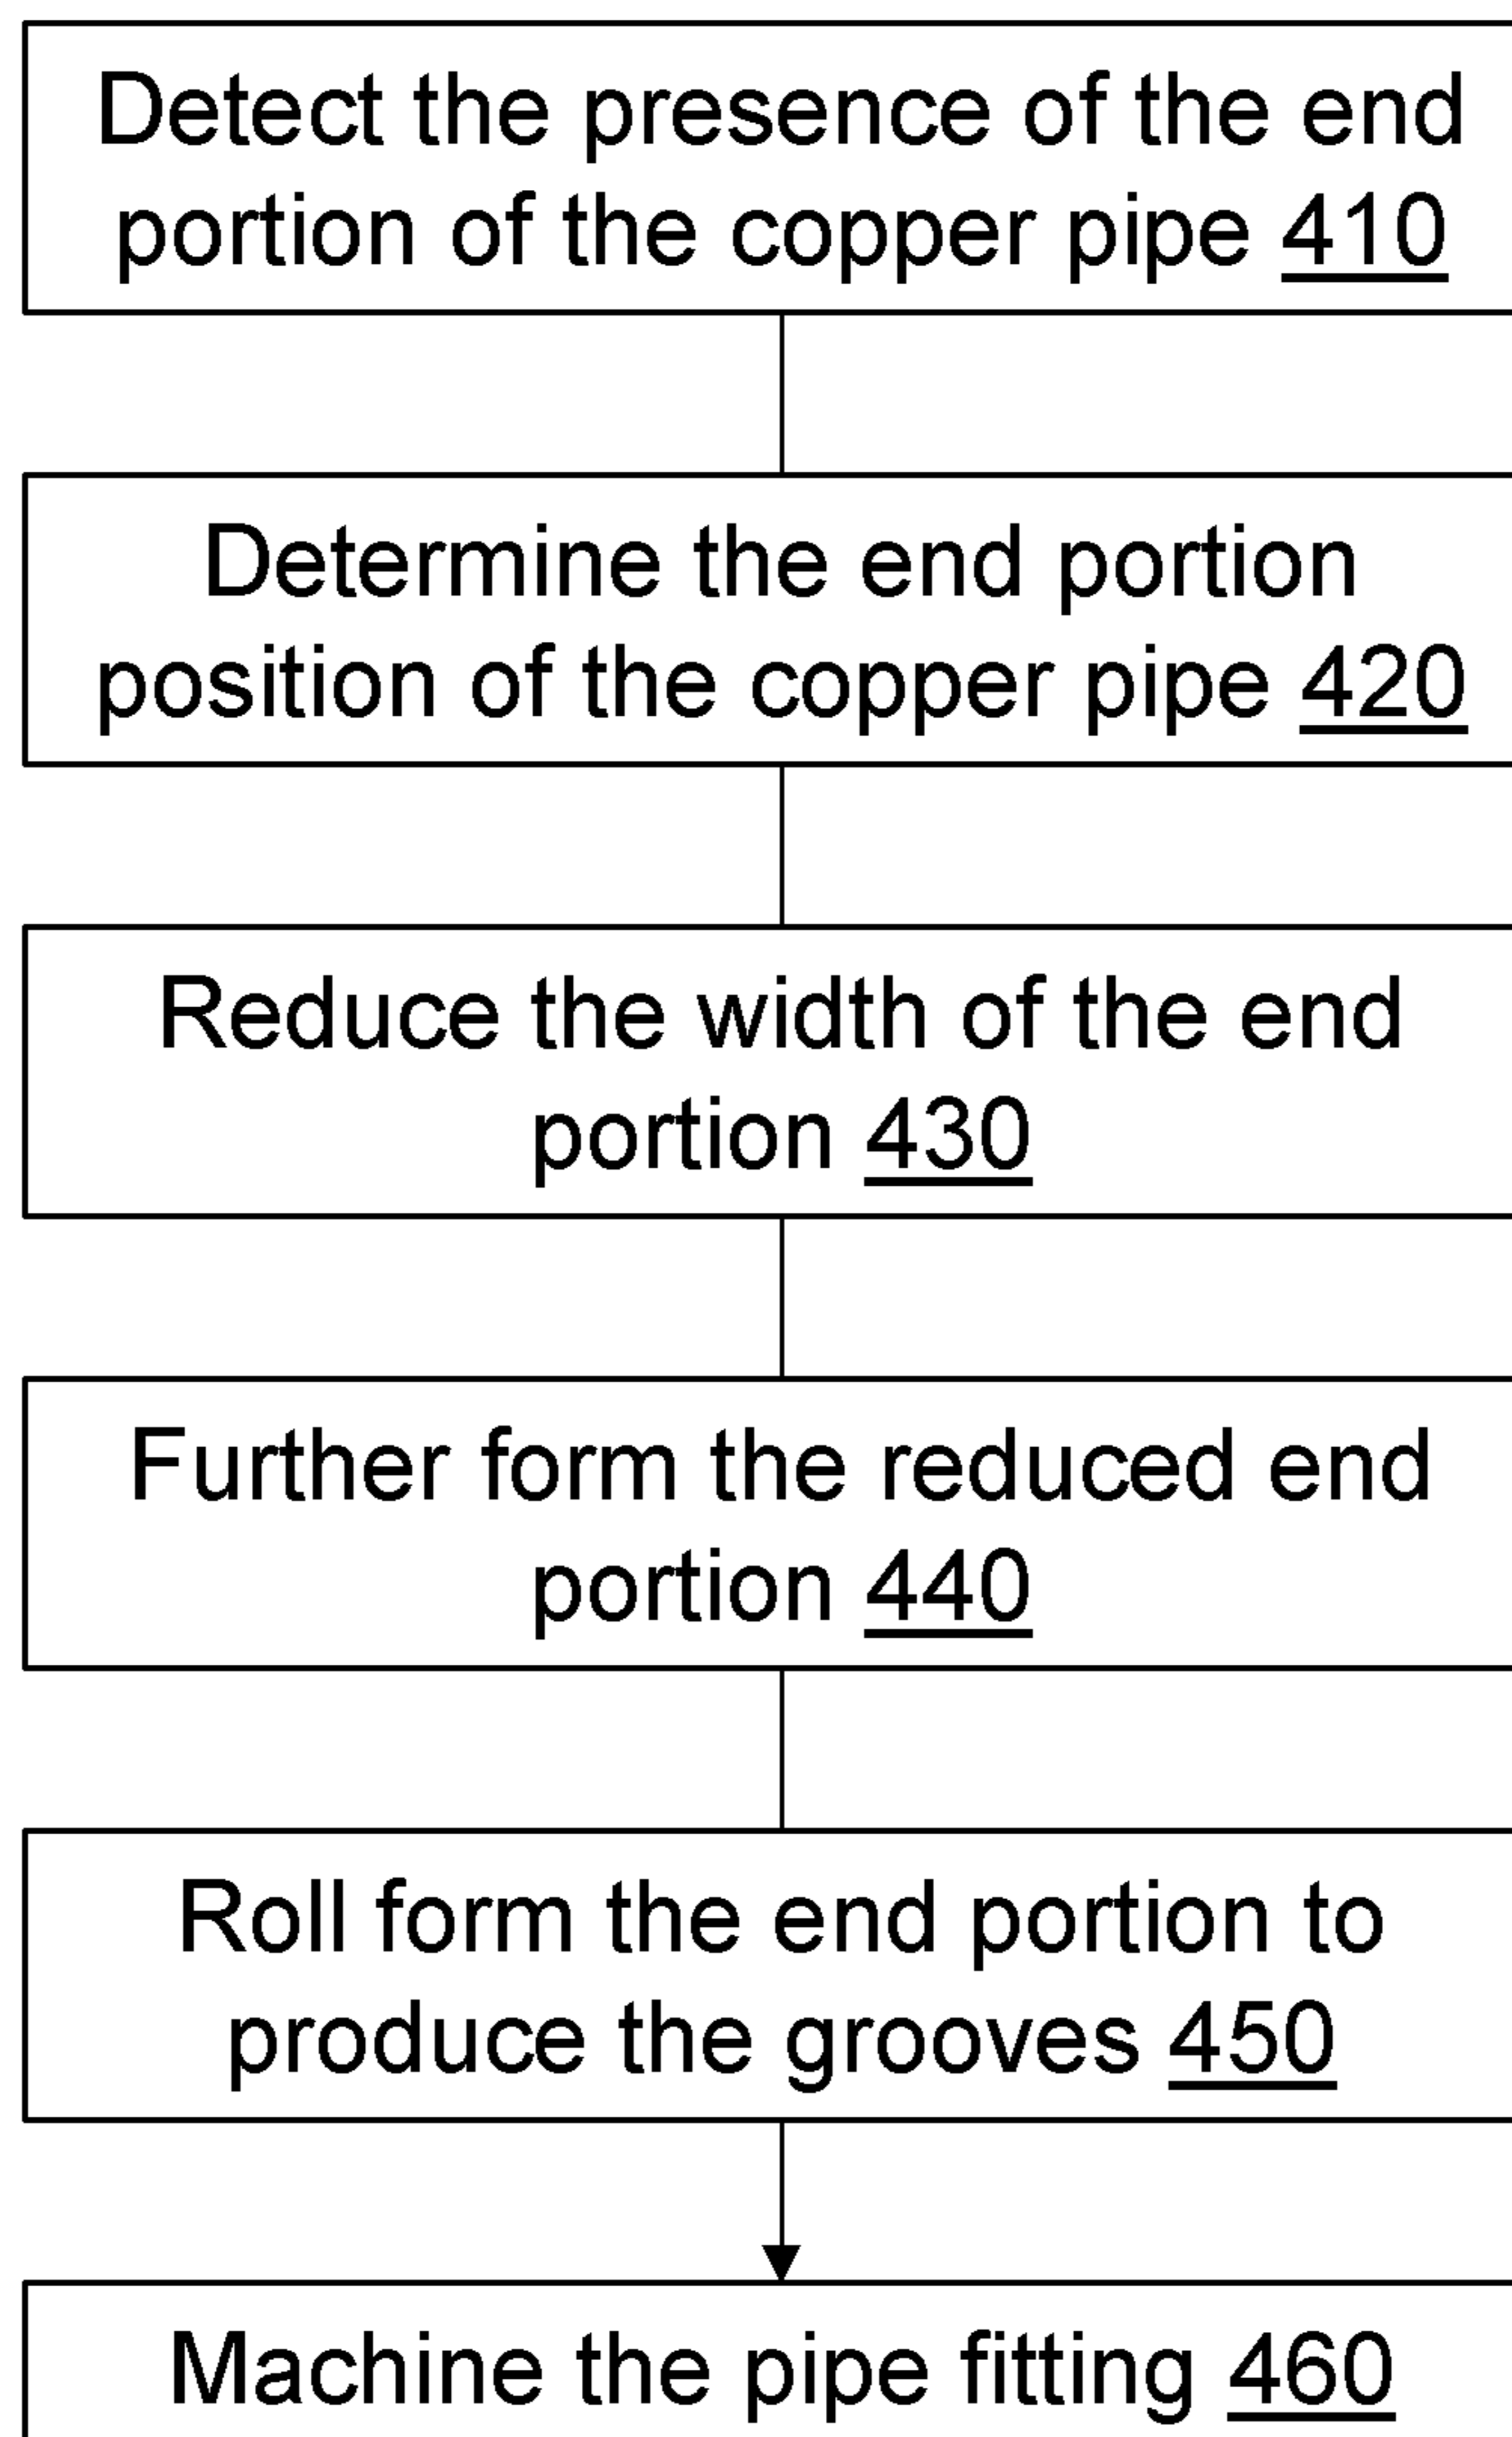 Detect the presence of the end
portion of the copper pipe 410
Determine the end portion
position of the copper pipe 420
Reduce the width of the end
portion 430
Further form the reduced end
portion 440
Roll form the end portion to
produce the grooves 450
Machine the pipe fitting 460